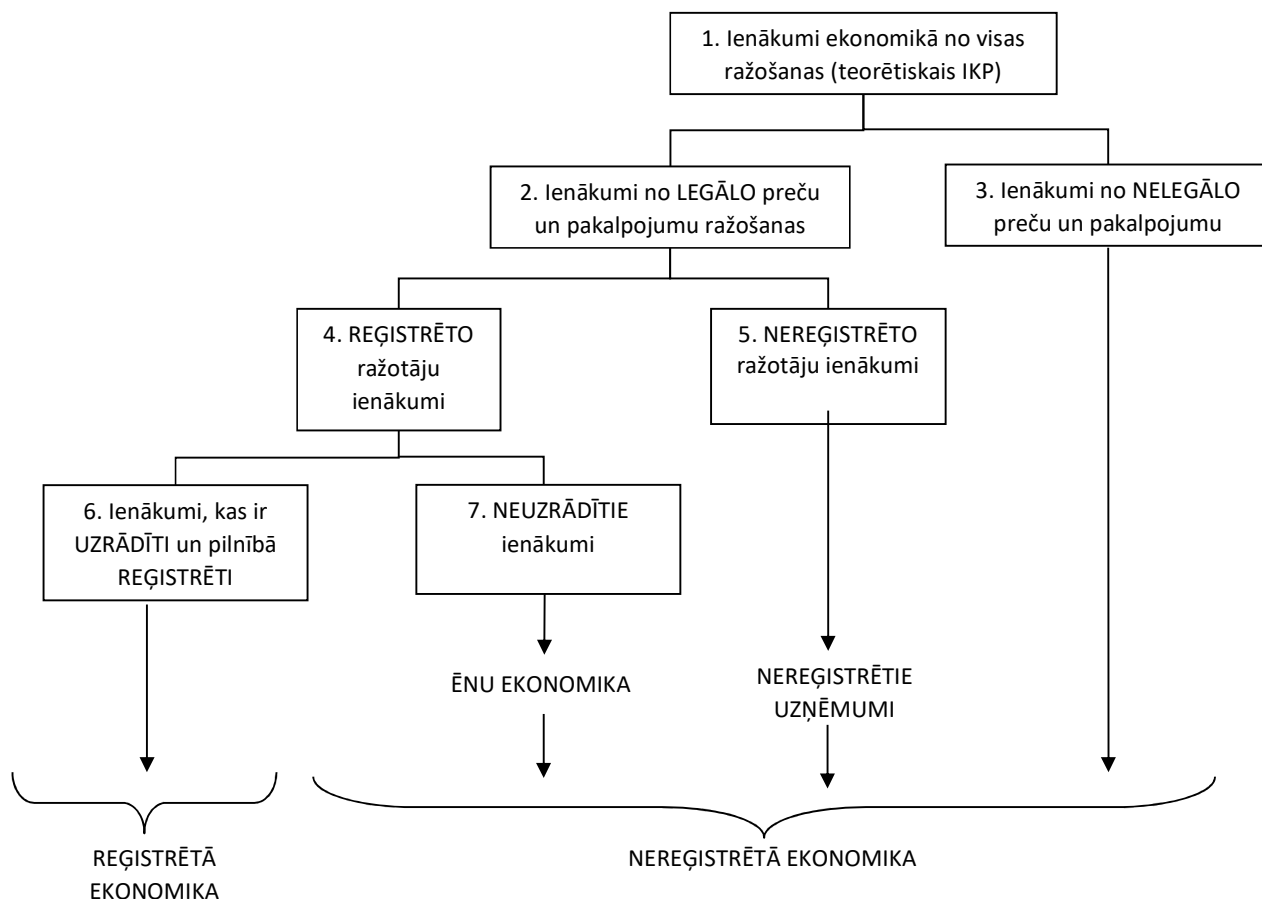 1. Ienākumi ekonomikā no visas
ražošanas (teorētiskais IKP)
2. Ienākumi no LEGĀLO preču
un pakalpojumu ražošanas
3. Ienākumi no NELEGĀLO
preču un pakalpojumu
4. REĢISTRĒTO
ražotāju
ienākumi
5. NEREĢISTRĒTO
ražotāju ienākumi
6. Ienākumi, kas ir
UZRĀDĪTI un pilnībā
REĢISTRĒTI
7. NEUZRĀDĪTIE
ienākumi
ĒNU EKONOMIKA
NEREĢISTRĒTIE
UZŅĒMUMI
REĢISTRĒTĀ
EKONOMIKA
NEREĢISTRĒTĀ EKONOMIKA